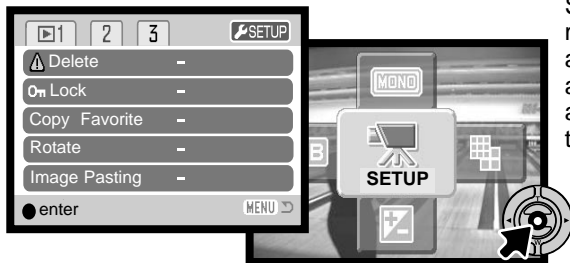 1 2 3 SETUP
Delete –
Lock –
Copy Favorite –
Rotate –
Image Pasting –
enter MENU
MONO
B
SETUP
S
r
a
a
a
t